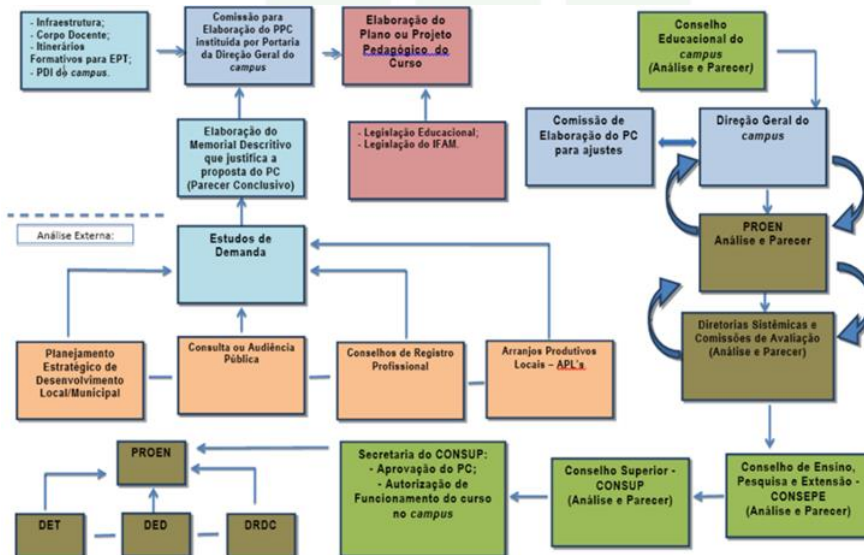 - Infraestrutura;
- Corpo Docente;
- Itinerários
Formativos para EPT;
- PDI do campus.
Comissão para
Elaboração do PPC
instituída por Portaria
da Direção Geral do
campus
Elaboração do
Plano ou Projeto
Pedagógico do
Curso
Conselho
Educacional do
campus
(Análise e Parecer)
Elaboração do
Memorial Descritivo
que justifica a
proposta do PC
(Parecer Conclusivo)
- Legislação Educacional;
- Legislação do IFAM.
Comissão de
Elaboração do PC
para ajustes
Direção Geral do
campus
Análise Externa:
Estudos de
Demanda
PROEN
Análise e Parecer
Diretorias Sistêmicas e
Comissões de Avaliação
(Análise e Parecer)
Planejamento
Estratégico de
Desenvolvimento
Local/Municipal
Consulta ou Audiência
Pública
Conselhos de Registro
Profissional
Arranjos Produtivos
Locais – APL's
PROEN
DET
DED
DRDC
Secretaria do CONSUP:
- Aprovação do PC;
- Autorização de
Funcionamento do curso
no campus
Conselho Superior -
CONSUP
(Análise e Parecer)
Conselho de Ensino,
Pesquisa e Extensão -
CONSEPE
(Análise e Parecer)